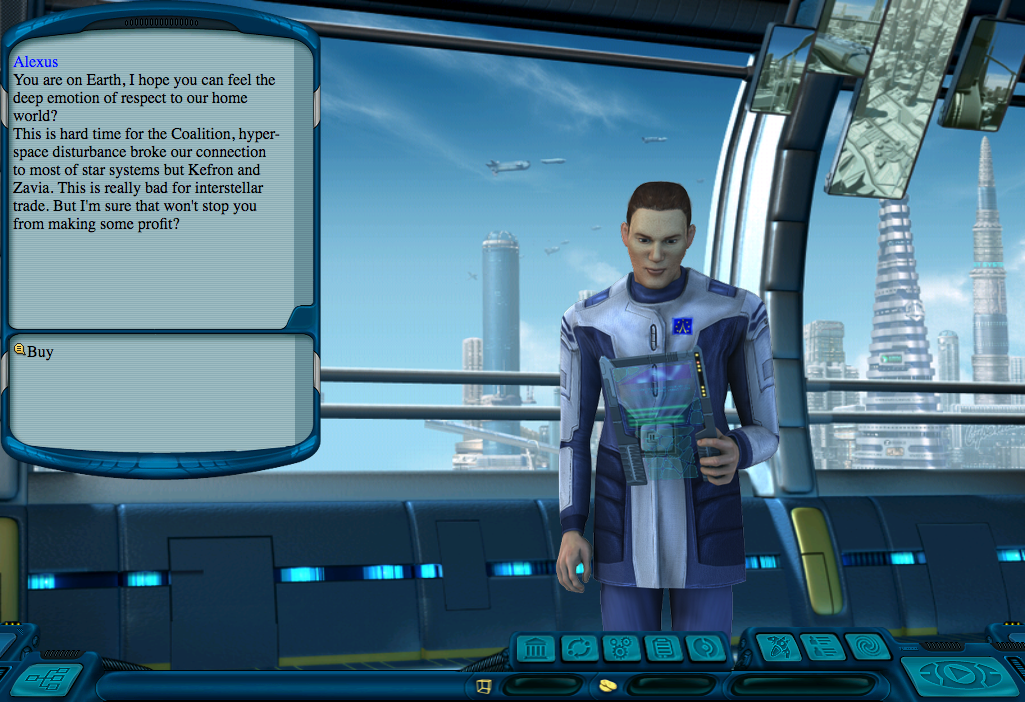 Alexus
You are on Earth, I hope you can feel the
deep emotion of respect to our home
world?
This is hard time for the Coalition, hyper-
space disturbance broke our connection
to most of star systems but Kefron and
Zavia. This is really bad for interstellar
trade. But I'm sure that won't stop you
from making some profit?
Buy